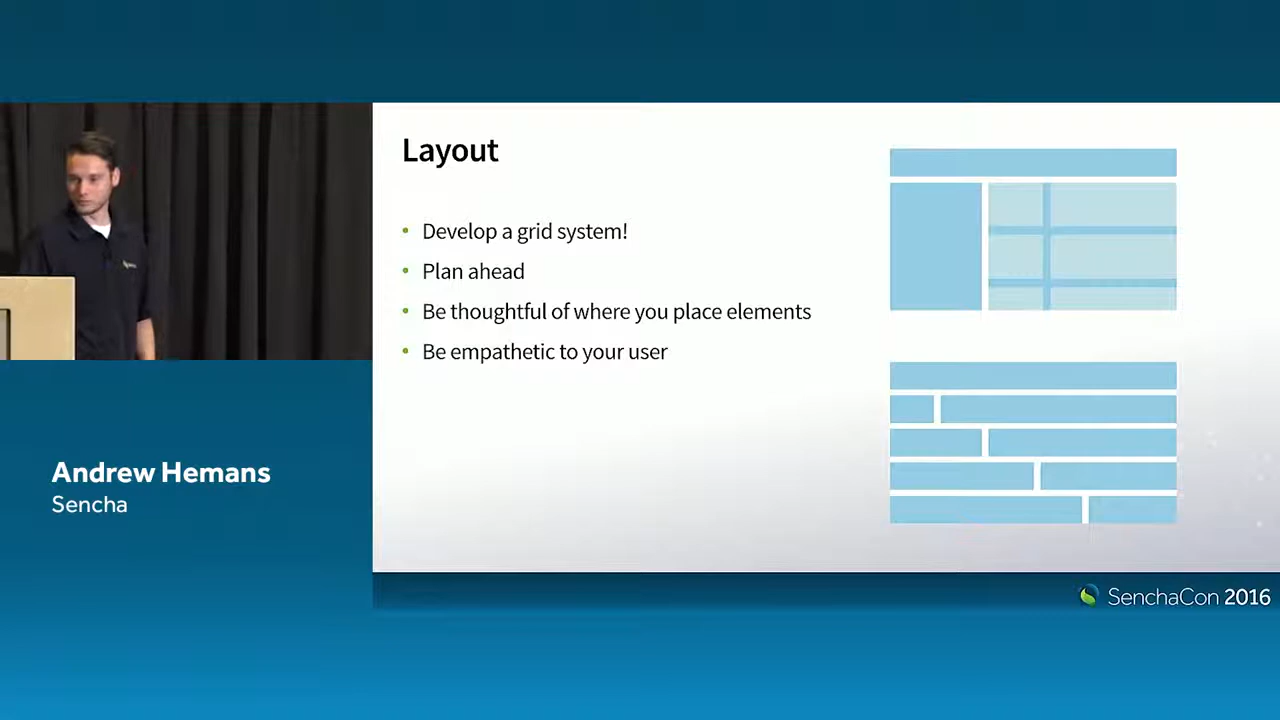 Layout
Develop a grid system!
Plan ahead
Be thoughtful of where you place elements
Be empathetic to your user
Andrew Hemans
Sencha
SenchaCon 2016